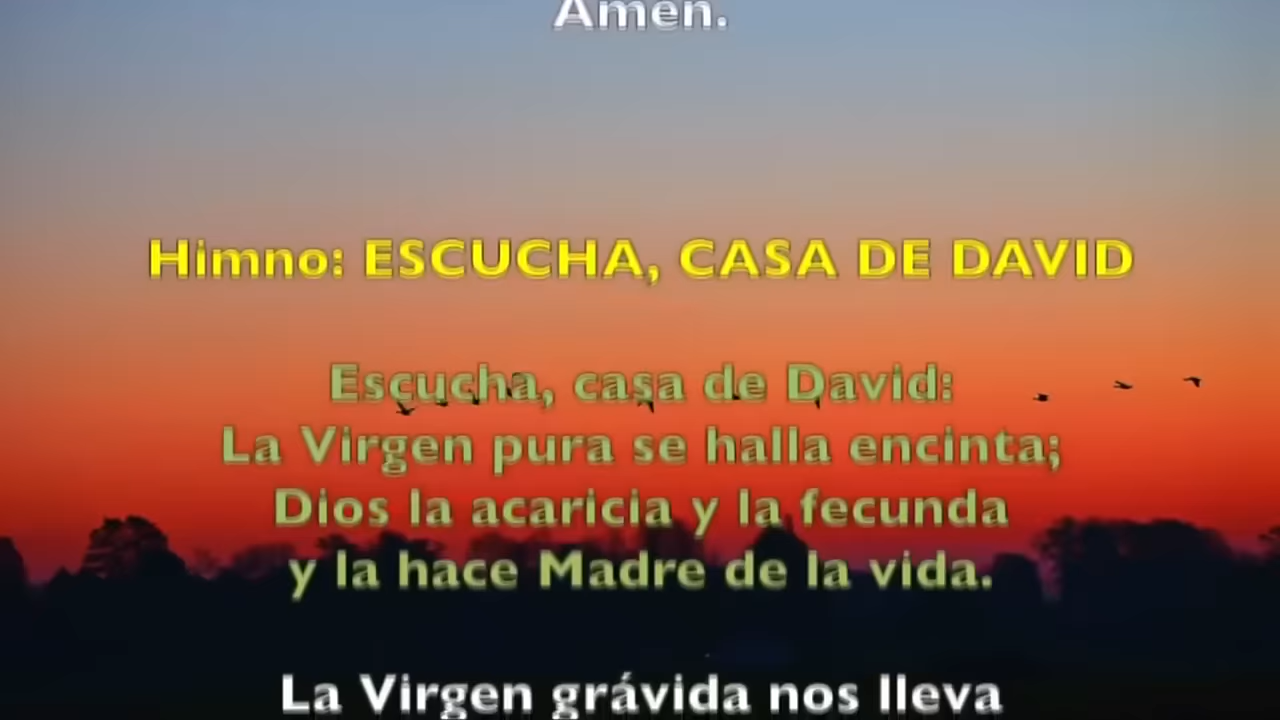 Amén.
Himno: ESCUCHA, CASA DE DAVID
Escucha, casa de David:
La Virgen pura se halla encinta;
Dios la acaricia y la fecunda
y la hace Madre de la vida.
La Virgen grávida nos lleva